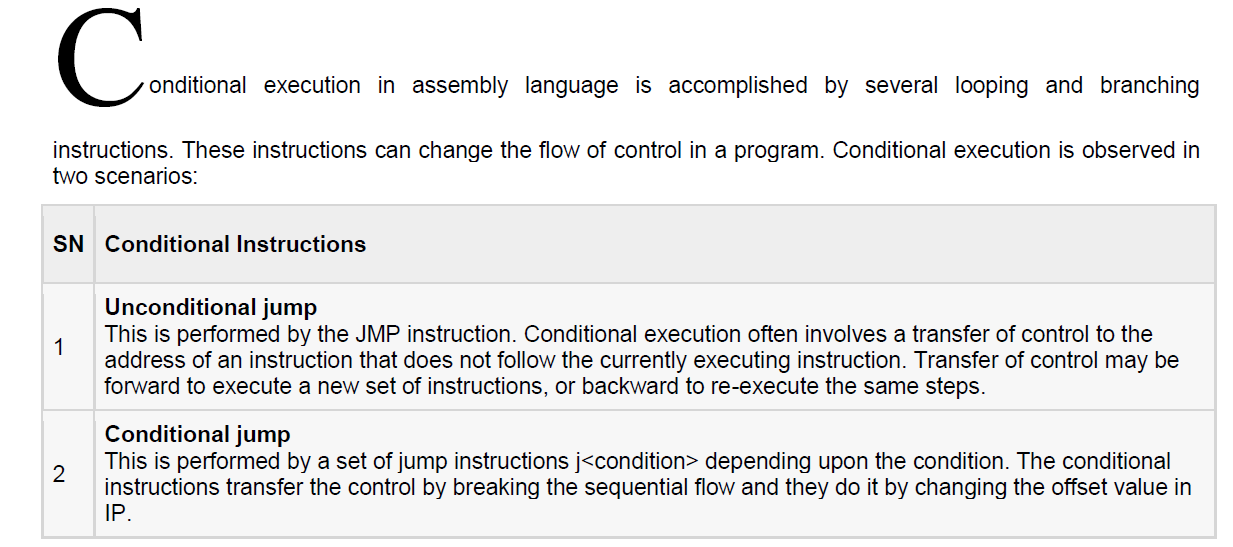 Conditional execution in assembly language is accomplished by several looping and branching
instructions. These instructions can change the flow of control in a program. Conditional execution is observed in
two scenarios:
SN Conditional Instructions
1
Unconditional jump
This is performed by the JMP instruction. Conditional execution often involves a transfer of control to the
address of an instruction that does not follow the currently executing instruction. Transfer of control may be
forward to execute a new set of instructions, or backward to re-execute the same steps.
2
Conditional jump
This is performed by a set of jump instructions j<condition> depending upon the condition. The conditional
instructions transfer the control by breaking the sequential flow and they do it by changing the offset value in
IP.